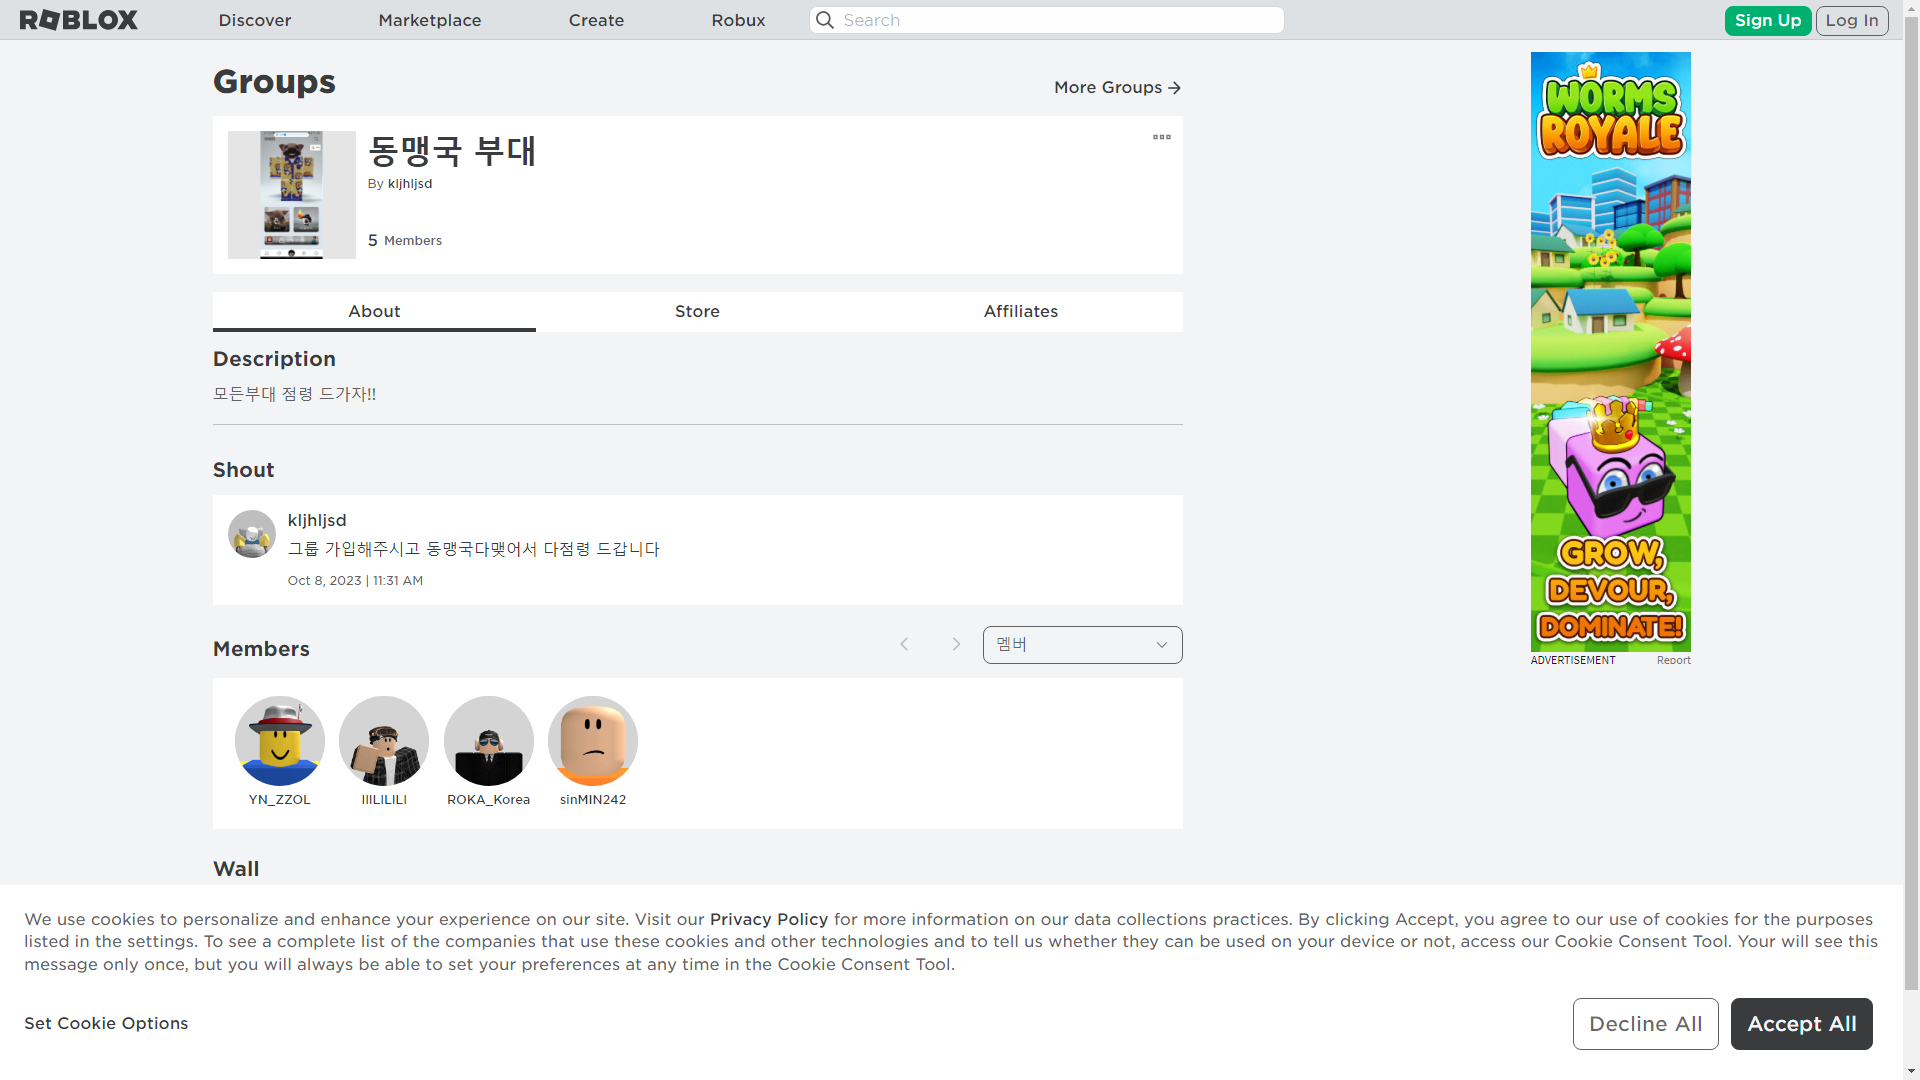 ROBLOX
Discover
Marketplace
Create
Robux
Search
Sign Up
Log In
Groups
More Groups
동맹국 부대
By kljhljsd
5 Members
About
Store
Affiliates
Description
모든부대 점령 드가자!!
Shout
kljhljsd
그룹 가입해주시고 동맹국다맺어서 다점령 드갑니다
Oct 8, 2023 | 11:31 AM
Members
멤버
YN_ZZOL
IIILILILI
ROKA_Korea
sinMIN242
Wall
WORMS
ROYALE
GROW,
DEVOUR,
DOMINATE!
ADVERTISEMENT
Report
We use cookies to personalize and enhance your experience on our site. Visit our Privacy Policy for more information on our data collections practices. By clicking Accept, you agree to our use of cookies for the purposes
listed in the settings. To see a complete list of the companies that use these cookies and other technologies and to tell us whether they can be used on your device or not, access our Cookie Consent Tool. Your will see this
message only once, but you will always be able to set your preferences at any time in the Cookie Consent Tool.
Set Cookie Options
Decline All
Accept All